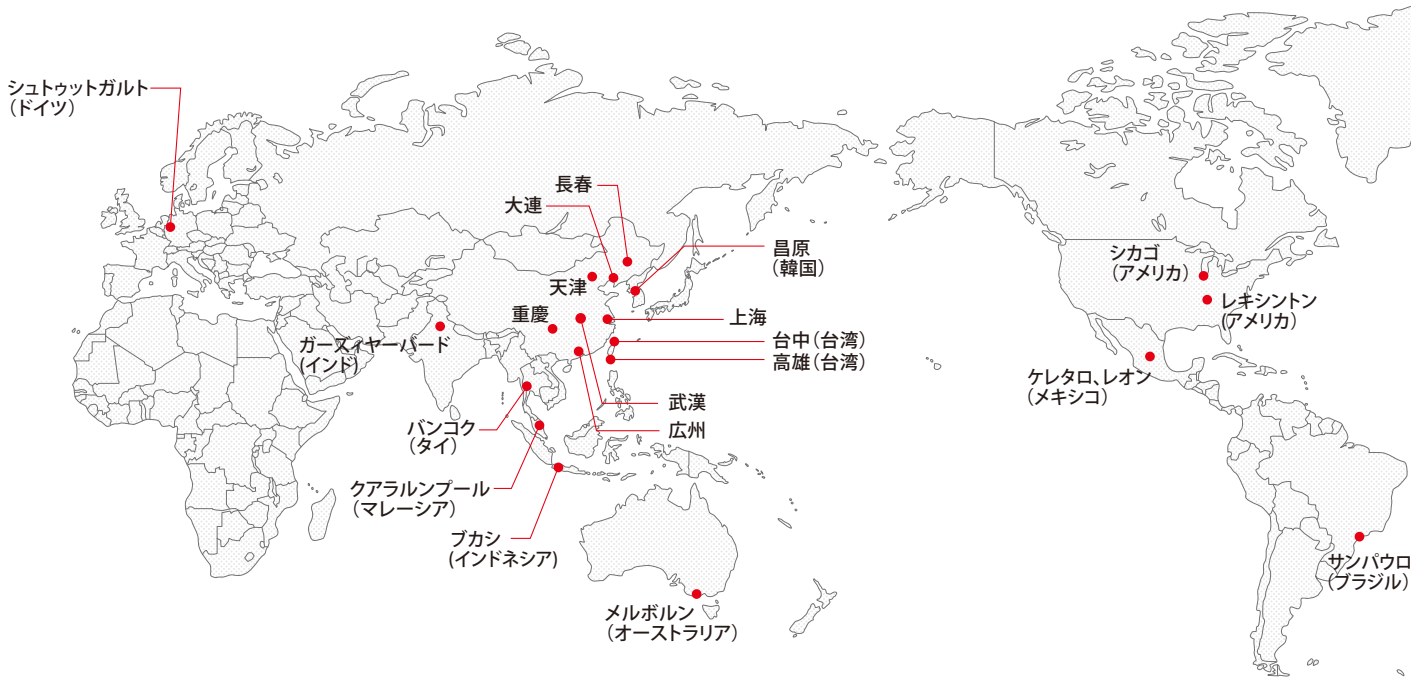 シュトゥットガルト
（ドイツ）
長春
大連
昌原
（韓国）
天津
重慶
上海
台中（台湾）
高雄（台湾）
ガーズィヤーバード
(インド)
武漢
広州
バンコク
（タイ）
クアラルンプール
（マレーシア）
ブカシ
(インドネシア)
メルボルン
（オーストラリア）
シカゴ
（アメリカ）
レキシントン
(アメリカ)
ケレタロ、レオン
（メキシコ）
サンパウロ
（ブラジル）